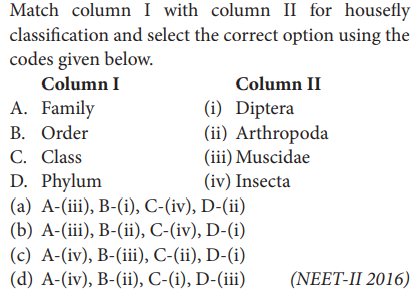 Match column I with column II for housefly
classification and select the correct option using the
codes given below.
Column I Column II
A. Family (i) Diptera
B. Order (ii) Arthropoda
C. Class (iii) Muscidae
D. Phylum (iv) Insecta
(a) A-(iii), B-(i), C-(iv), D-(ii)
(b) A-(iii), B-(ii), C-(iv), D-(i)
(c) A-(iv), B-(iii), C-(ii), D-(i)
(d) A-(iv), B-(ii), C-(i), D-(iii) (NEET-II 2016)